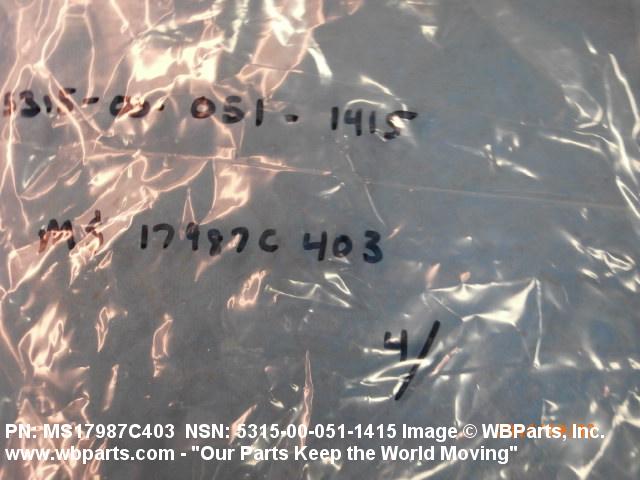 5315-00-051-1415
MS 17987C 403
4/
PN: MS17987C403 NSN: 5315-00-051-1415 Image © WBParts, Inc.
www.wbparts.com - "Our Parts Keep the World Moving"